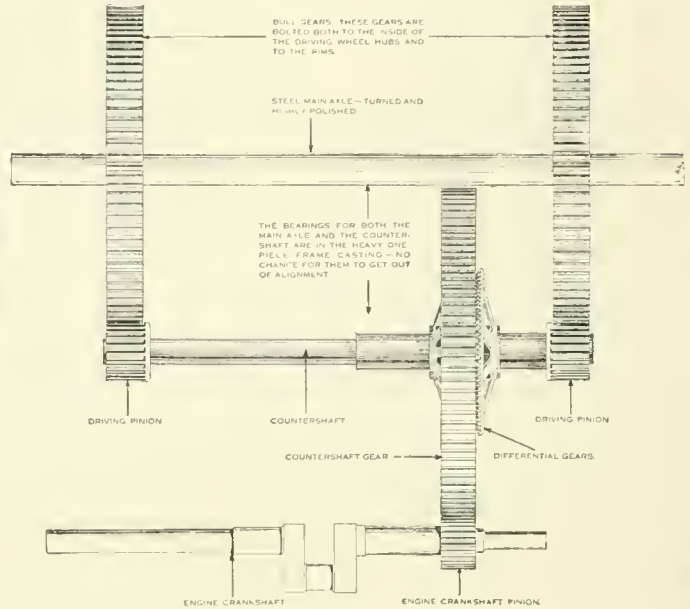 BULL GEARS. THESE GEARS ARE
BOLTED BOTH TO THE INSIDE OF
THE DRIVING WHEEL HUBS AND
TO THE RIMS
STEEL MAIN AXLE — TURNED AND
HIGHLY POLISHED
THE BEARINGS FOR BOTH THE
MAIN AXLE AND THE COUNTER-
SHAFT ARE IN THE HEAVY ONE
PIECE FRAME CASTING — NO
CHANCE FOR THEM TO GET OUT
OF ALIGNMENT
DRIVING PINION
COUNTERSHAFT
DRIVING PINION
COUNTERSHAFT GEAR
DIFFERENTIAL GEARS.
ENGINE CRANKSHAFT
ENGINE CRANKSHAFT PINION.